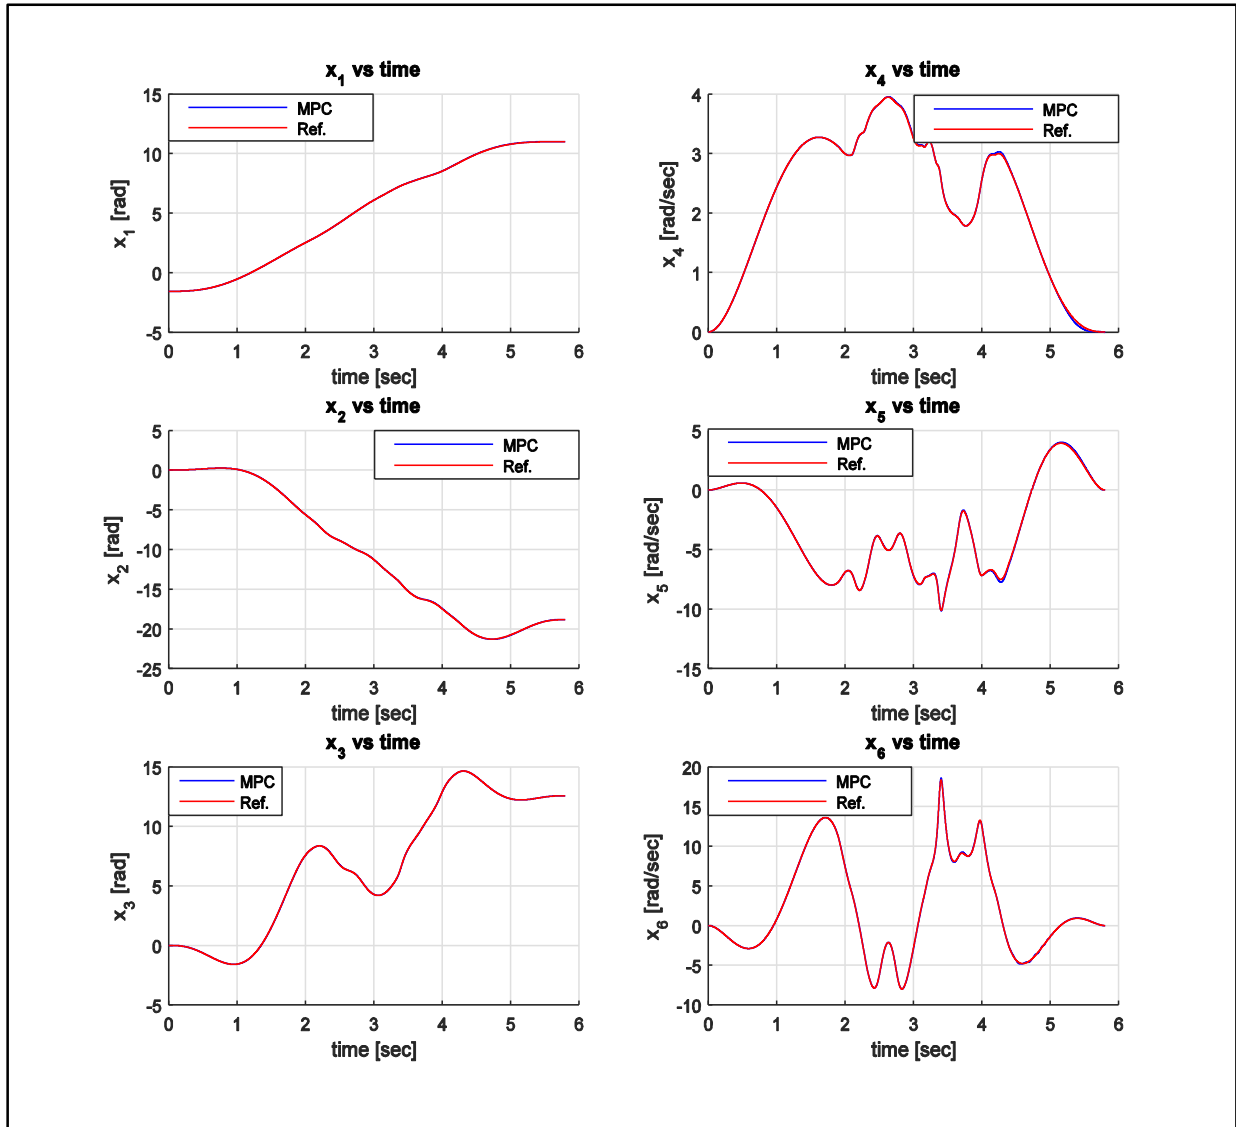 x1 vs time
MPC
Ref.
15
10
5
0
-5
x1 [rad]
0 1 2 3 4 5 6
time [sec]
x4 vs time
MPC
Ref.
4
3
2
1
0
x4 [rad/sec]
0 1 2 3 4 5 6
time [sec]
x2 vs time
MPC
Ref.
5
0
-5
-10
-15
-20
-25
x2 [rad]
0 1 2 3 4 5 6
time [sec]
x5 vs time
MPC
Ref.
5
0
-5
-10
-15
x5 [rad/sec]
0 1 2 3 4 5 6
time [sec]
x3 vs time
MPC
Ref.
15
10
5
0
-5
x3 [rad]
0 1 2 3 4 5 6
time [sec]
x6 vs time
MPC
Ref.
20
15
10
5
0
-5
-10
x6 [rad/sec]
0 1 2 3 4 5 6
time [sec]